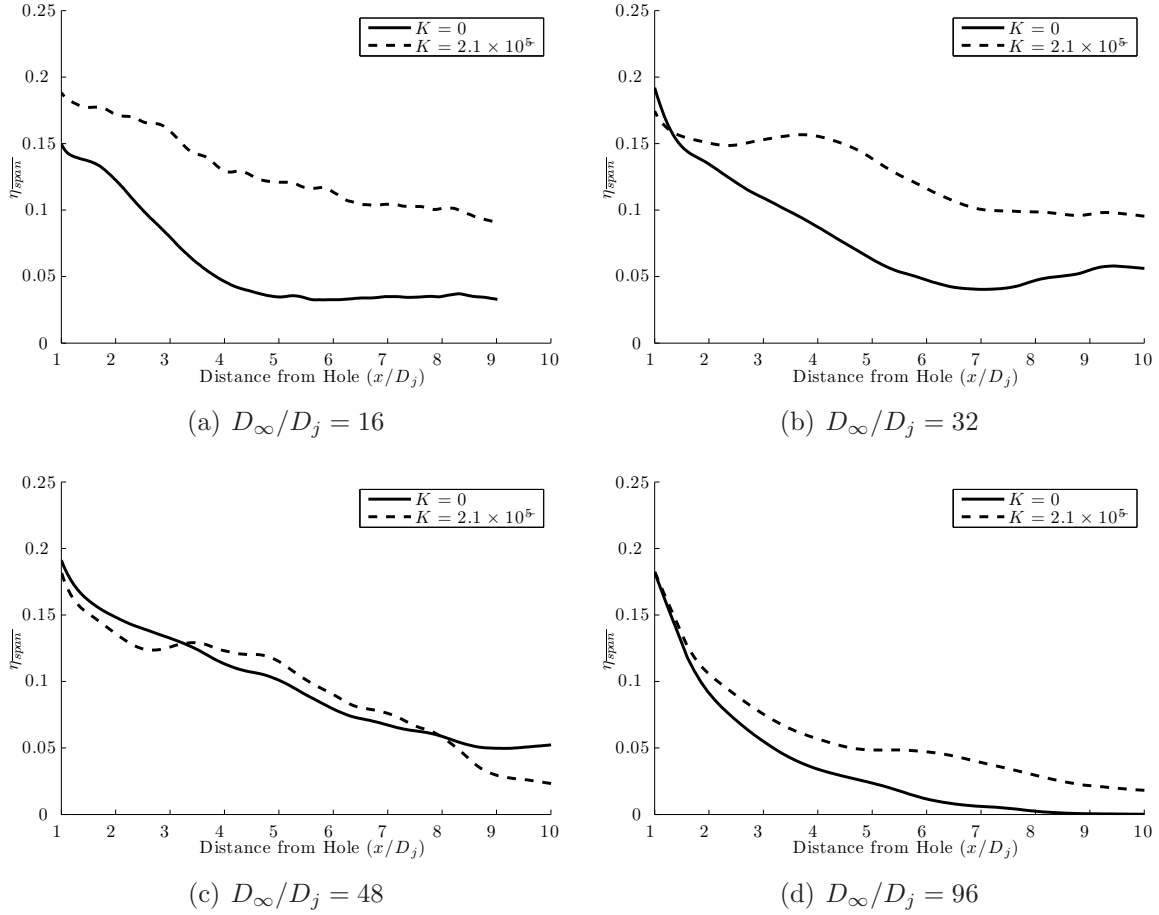 0.25
0.2
0.15
0.1
0.05
0
η_span
K = 0
K = 2.1 × 10⁵
1 2 3 4 5 6 7 8 9 10
Distance from Hole (x/D_j)
(a) D_∞/D_j = 16
0.25
0.2
0.15
0.1
0.05
0
η_span
K = 0
K = 2.1 × 10⁵
1 2 3 4 5 6 7 8 9 10
Distance from Hole (x/D_j)
(b) D_∞/D_j = 32
0.25
0.2
0.15
0.1
0.05
0
η_span
K = 0
K = 2.1 × 10⁵
1 2 3 4 5 6 7 8 9 10
Distance from Hole (x/D_j)
(c) D_∞/D_j = 48
0.25
0.2
0.15
0.1
0.05
0
η_span
K = 0
K = 2.1 × 10⁵
1 2 3 4 5 6 7 8 9 10
Distance from Hole (x/D_j)
(d) D_∞/D_j = 96